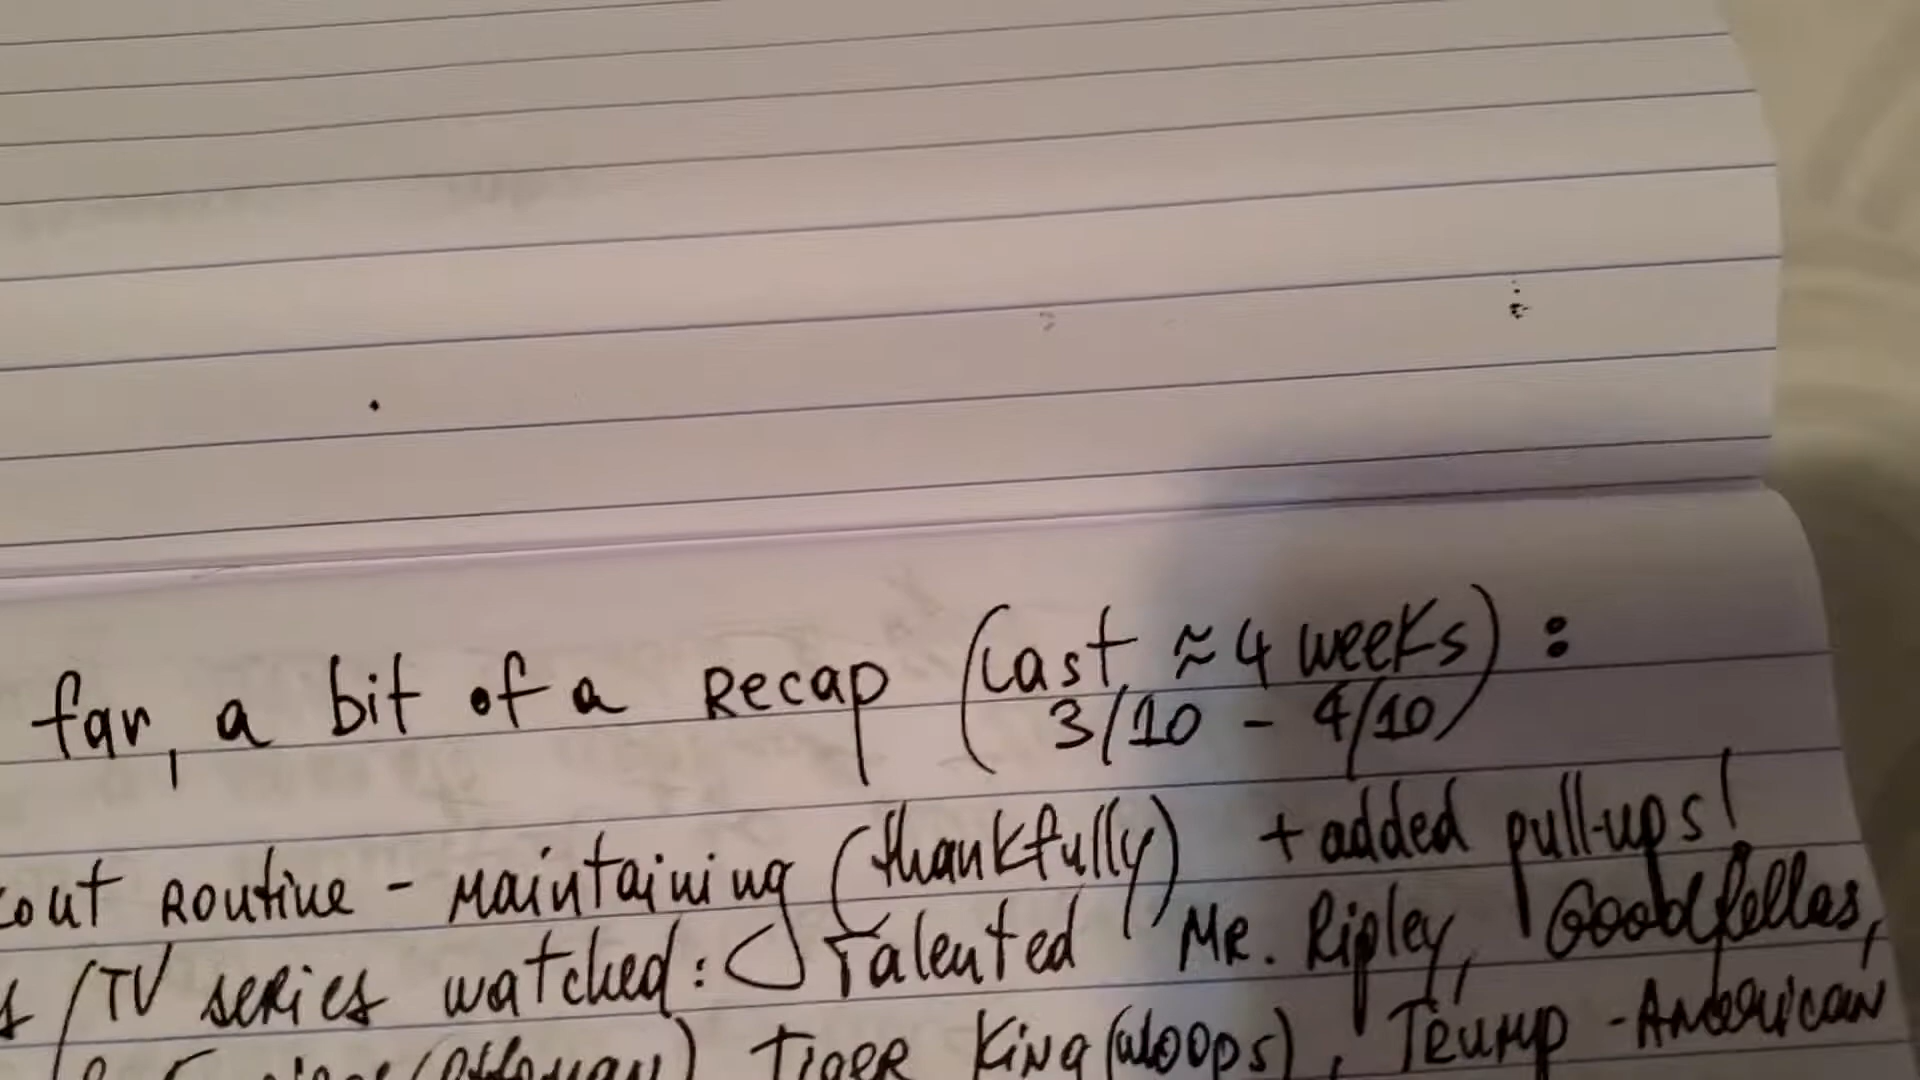 far, a bit of a Recap (Last ≈ 4 weeks) :
3/10 - 4/10
out Routine - Maintaining (thankfully) + added pull-ups!
s/TV series watched: Talented Mr. Ripley, Goodfellas,
(Ottoman) Tiger King (woops), Trump - American